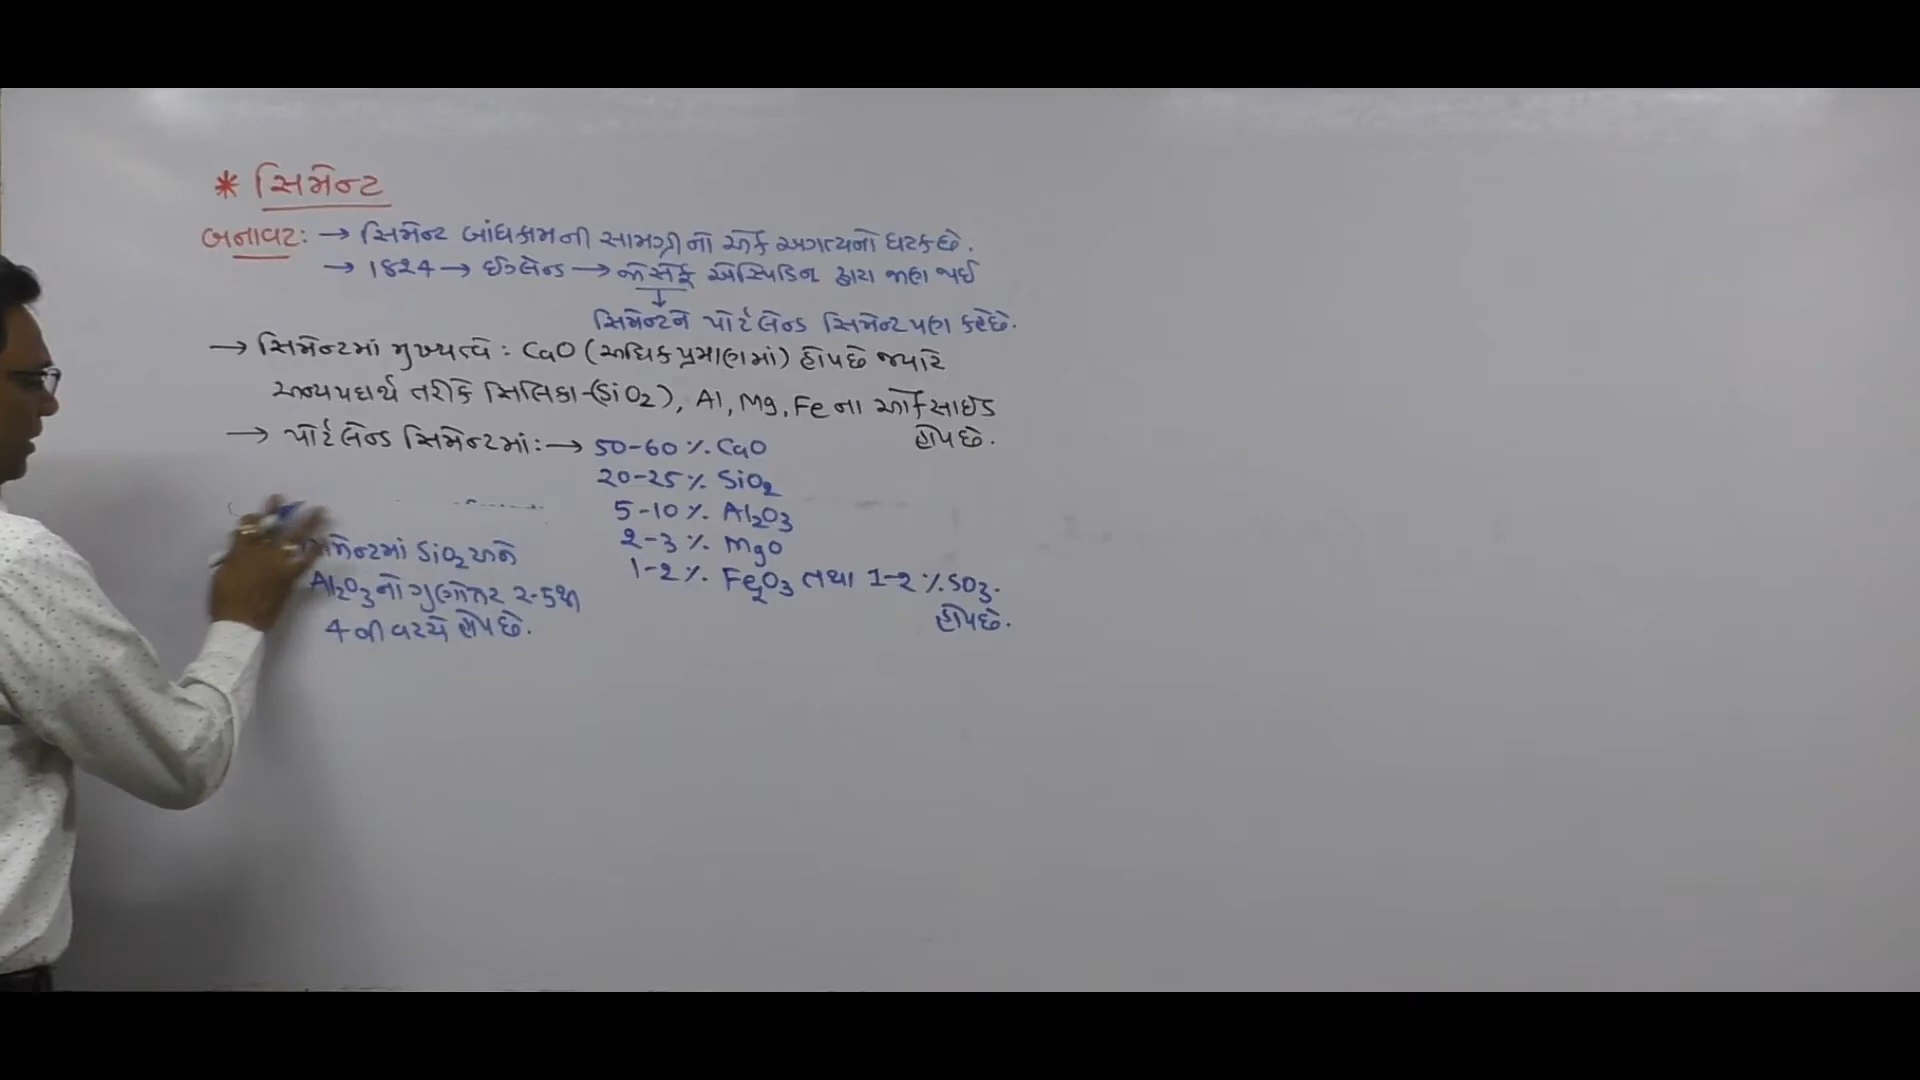 * સિમેન્ટ
બનાવટ: → સિમેન્ટ બાંધકામની સામગ્રીનો એક અગત્યનો ઘટક છે.
→ 1824 → ઈંગ્લેન્ડ → જોસેફ એસ્પિડિન દ્વારા જાણ થઈ
↓
સિમેન્ટને પોર્ટલેન્ડ સિમેન્ટ પણ કહે છે.
→ સિમેન્ટમાં મુખ્યત્વે : CaO (અધિક પ્રમાણમાં) હોય છે જ્યારે
અન્ય પદાર્થ તરીકે સિલિકા-(SiO2), Al, Mg, Fe ના ઓક્સાઈડ
હોય છે.
→ પોર્ટલેન્ડ સિમેન્ટમાં: → 50-60 % CaO
20-25 % SiO2
5-10 % Al2O3
2-3 % MgO
1-2 % Fe2O3 તથા 1-2 % SO3.
હોય છે.
SiO2 અને
Al2O3 નો ગુણોત્તર 2-5 થી
4 ની વચ્ચે હોય છે.